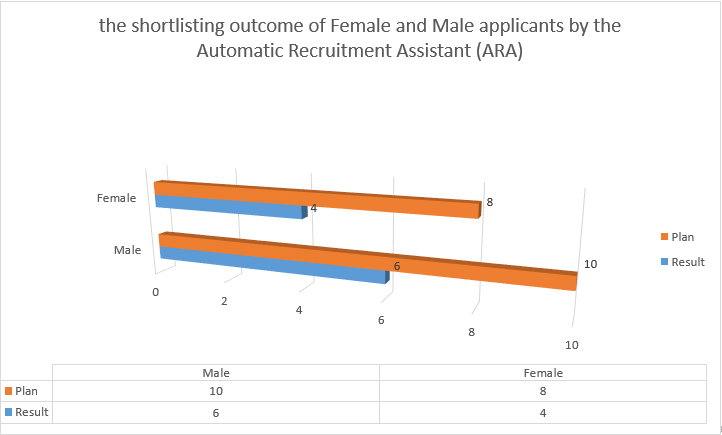 the shortlisting outcome of Female and Male applicants by the
Automatic Recruitment Assistant (ARA)
Female
8
4
Male
10
6
0
2
4
6
8
10
Plan
Result
Male Female
Plan 10 8
Result 6 4